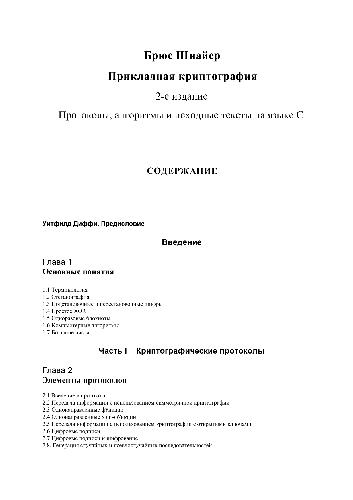 Брюс Шнайер
Прикладная криптография
2-е издание
Протоколы, алгоритмы и исходные тексты на языке С
СОДЕРЖАНИЕ
Уитфилд Диффи. Предисловие
Введение
Глава 1
Основные понятия
1.1 Терминология
1.2 Стеганография
1.3 Подстановочные и перестановочные шифры
1.4 Простое XOR
1.5 Одноразовые блокноты
1.6 Компьютерные алгоритмы
1.7 Большие числа
Часть I Криптографические протоколы
Глава 2
Элементы протоколов
2.1 Введение в протоколы
2.2 Передача информации с использованием симметричной криптографии
2.3 Однонаправленные функции
2.4 Однонаправленные хэш-функции
2.5 Передача информации с использованием криптографии с открытыми ключами
2.6 Цифровые подписи
2.7 Цифровые подписи и шифрование
2.8. Генерация случайных и псевдослучайных последовательностей